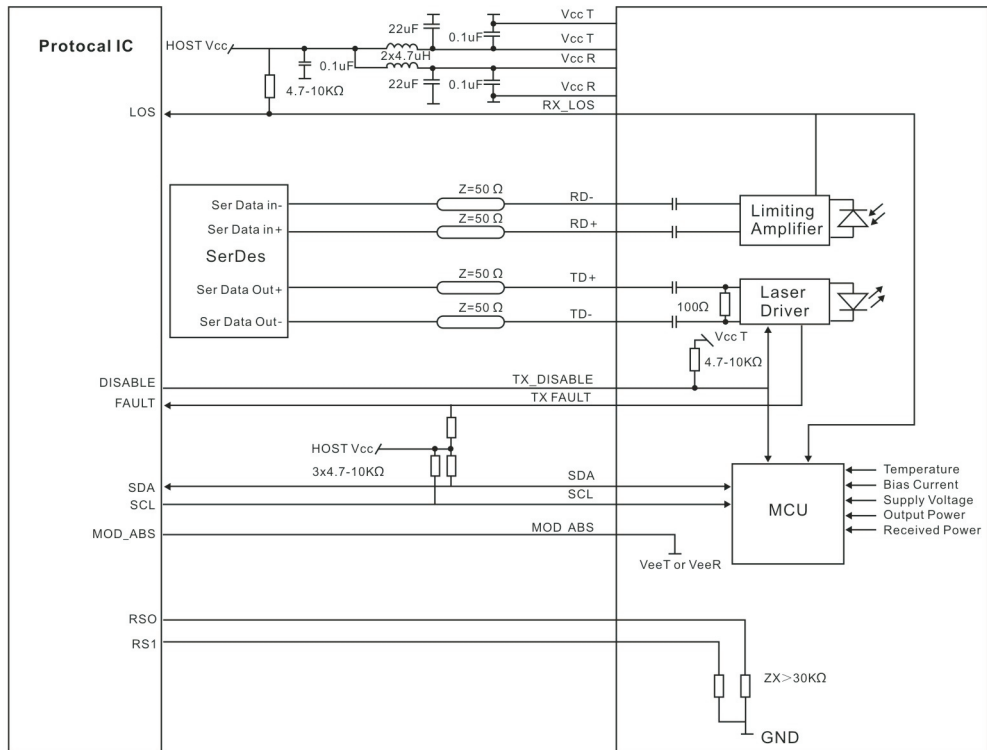 Protocal IC
HOST Vcc
22uF
0.1uF
Vcc T
Vcc T
0.1uF
2x4.7uH
Vcc R
4.7-10KΩ
22uF
0.1uF
Vcc R
LOS
RX_LOS
Z=50 Ω
Ser Data in-
RD-
Z=50 Ω
Ser Data in+
RD+
Limiting
Amplifier
SerDes
Z=50 Ω
Ser Data Out+
TD+
100Ω
Laser
Driver
Z=50 Ω
Ser Data Out-
TD-
Vcc T
4.7-10KΩ
DISABLE
TX_DISABLE
FAULT
TX FAULT
HOST Vcc
3x4.7-10KΩ
SDA
SDA
SCL
SCL
MCU
Temperature
Bias Current
Supply Voltage
Output Power
Received Power
MOD_ABS
MOD ABS
VeeT or VeeR
RSO
RS1
ZX>30KΩ
GND